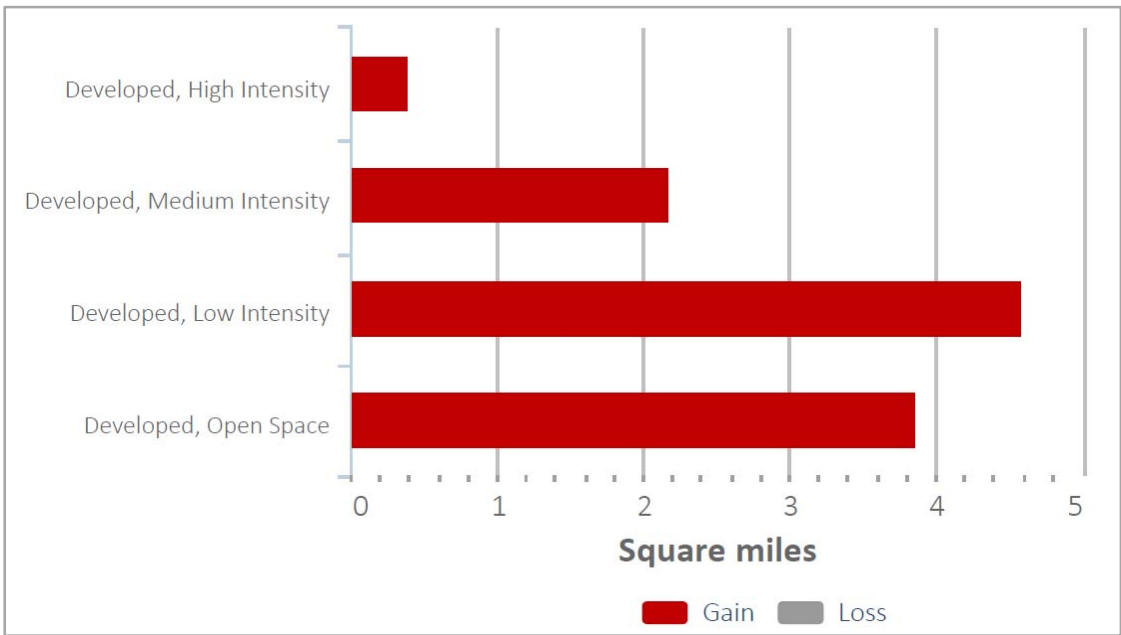 Developed, High Intensity
Developed, Medium Intensity
Developed, Low Intensity
Developed, Open Space
0 1 2 3 4 5
Square miles
Gain Loss